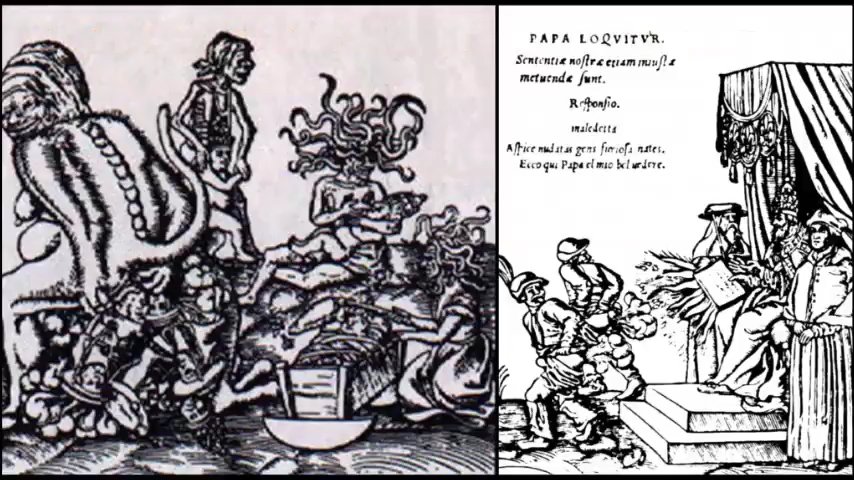 PAPA LOQVITVR.
Sententiæ nostræ etiam iniustæ
metuendæ sunt.
Responsio.
maledetta
Aspice nudatas gens furiosa nates.
Ecco qui Papa el mio bel uedere.